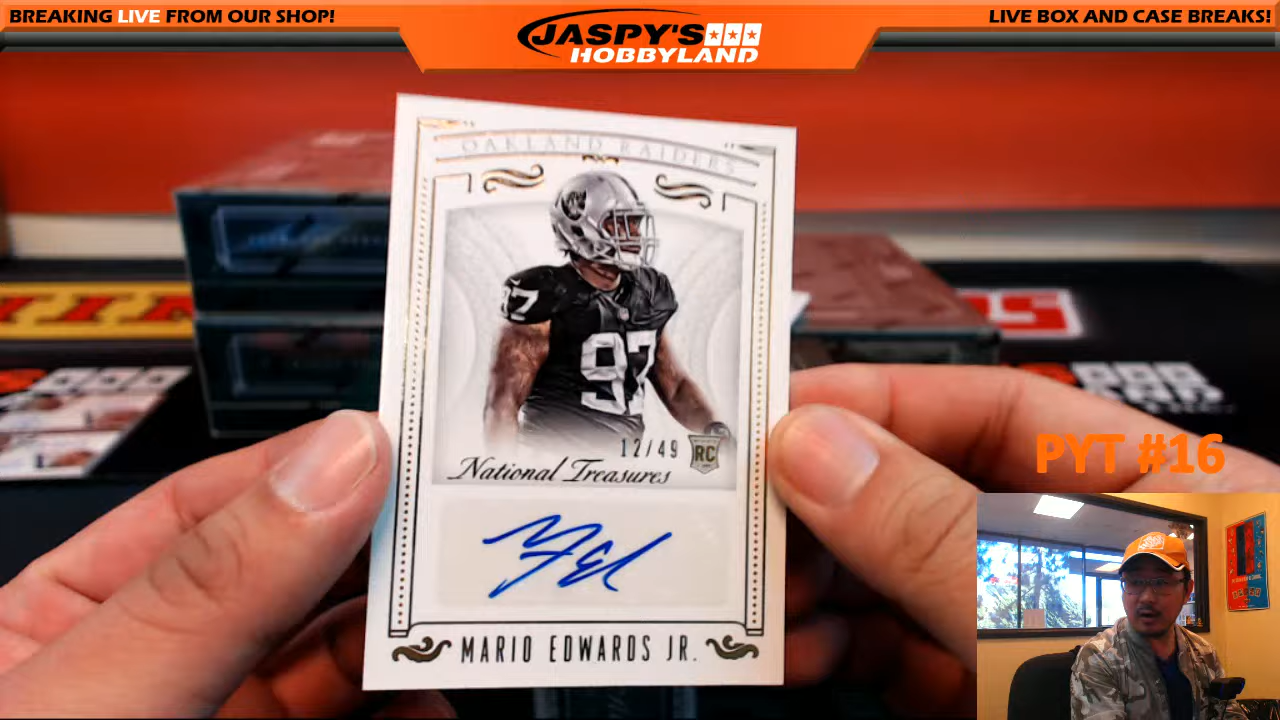 BREAKING LIVE FROM OUR SHOP!
JASPY'S
HOBBYLAND
LIVE BOX AND CASE BREAKS!
OAKLAND RAIDERS
97
12/49
RC
National Treasures
MARIO EDWARDS JR.
PYT #16